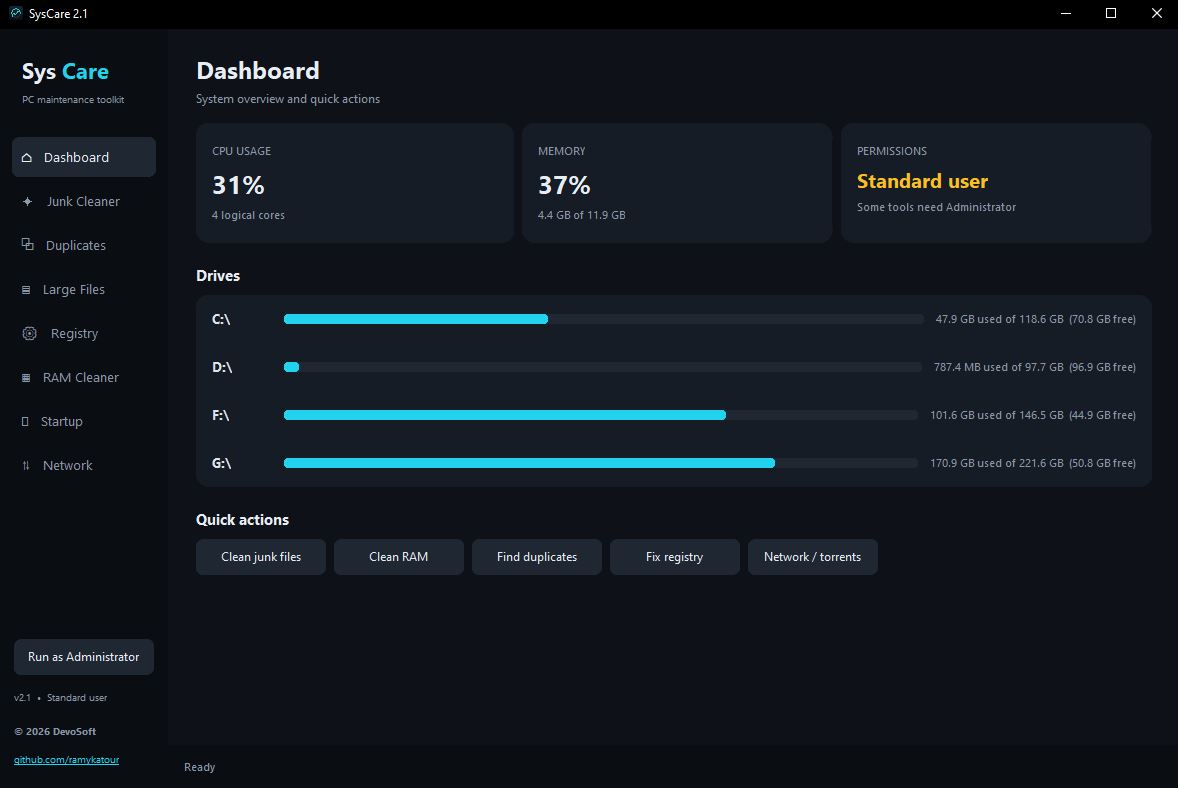 SysCare 2.1
Sys Care
PC maintenance toolkit
Dashboard
Junk Cleaner
Duplicates
Large Files
Registry
RAM Cleaner
Startup
Network
Run as Administrator
v2.1 • Standard user
© 2026 DevoSoft
github.com/ramykatour
Dashboard
System overview and quick actions
CPU USAGE
31%
4 logical cores
MEMORY
37%
4.4 GB of 11.9 GB
PERMISSIONS
Standard user
Some tools need Administrator
Drives
C:\ 47.9 GB used of 118.6 GB (70.8 GB free)
D:\ 787.4 MB used of 97.7 GB (96.9 GB free)
F:\ 101.6 GB used of 146.5 GB (44.9 GB free)
G:\ 170.9 GB used of 221.6 GB (50.8 GB free)
Quick actions
Clean junk files Clean RAM Find duplicates Fix registry Network / torrents
Ready